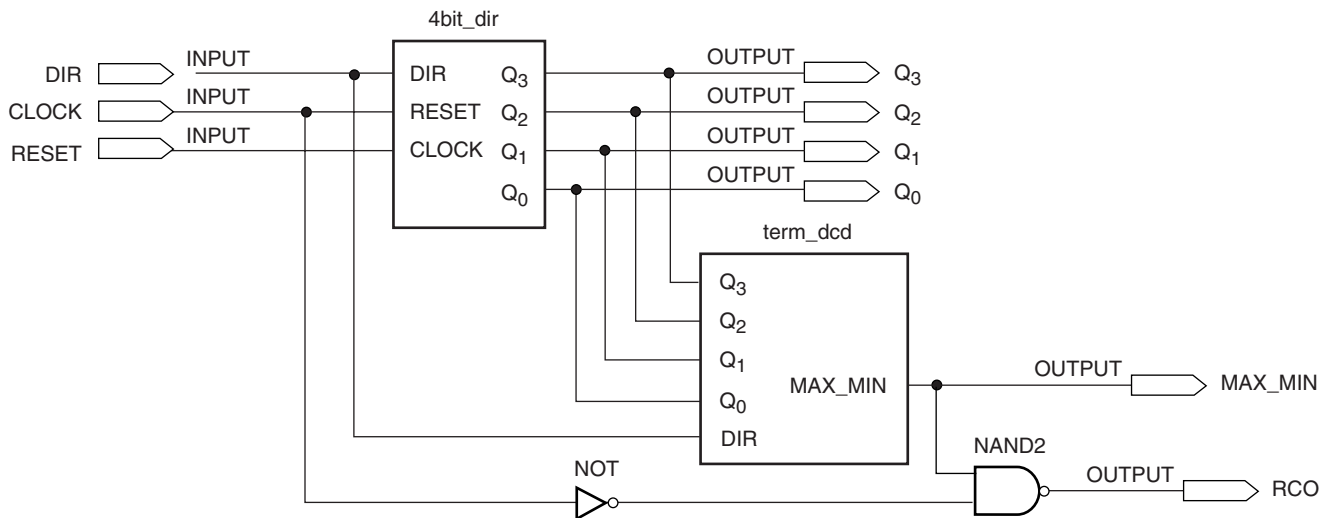 4bit_dir
DIR INPUT DIR Q3 OUTPUT Q3
CLOCK INPUT RESET Q2 OUTPUT Q2
RESET INPUT CLOCK Q1 OUTPUT Q1
Q0 OUTPUT Q0
term_dcd
Q3
Q2
Q1
MAX_MIN OUTPUT MAX_MIN
Q0
DIR
NOT NAND2
OUTPUT RCO